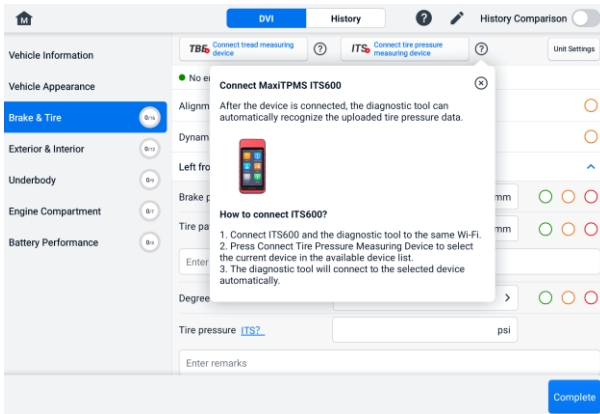 M
DVI
History
?
History Comparison
Vehicle Information
TBE
Connect tread measuring
device
?
ITS
Connect tire pressure
measuring device
?
Unit Settings
Vehicle Appearance
No er
Connect MaxiTPMS ITS600
After the device is connected, the diagnostic tool can
automatically recognize the uploaded tire pressure data.
Brake & Tire
0/16
Alignm
Dynam
Exterior & Interior
Left fro
Underbody
Brake p
mm
Engine Compartment
0/7
Tire pa
mm
How to connect ITS600?
1. Connect ITS600 and the diagnostic tool to the same Wi-Fi.
2. Press Connect Tire Pressure Measuring Device to select
the current device in the available device list.
3. The diagnostic tool will connect to the selected device
automatically.
Battery Performance
Enter
Degree
Tire pressure ITS?
psi
Enter remarks
Complete